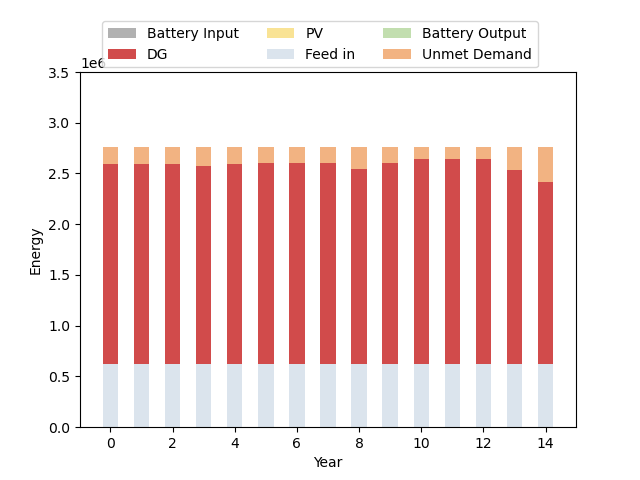 Battery Input PV Battery Output
DG Feed in Unmet Demand
1e6
3.5
3.0
2.5
2.0
1.5
1.0
0.5
0.0
Energy
0 2 4 6 8 10 12 14
Year